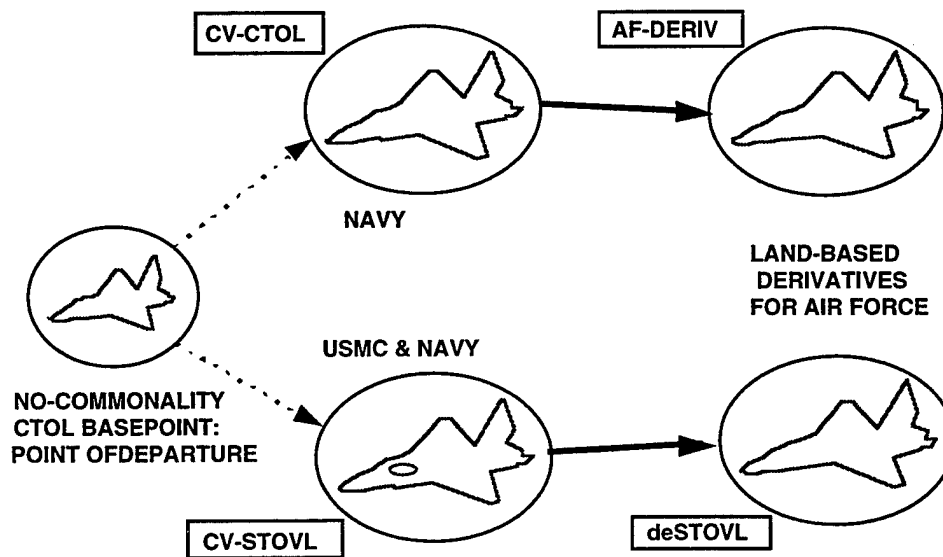 CV-CTOL
AF-DERIV
NAVY
LAND-BASED
DERIVATIVES
FOR AIR FORCE
NO-COMMONALITY
CTOL BASEPOINT:
POINT OFDEPARTURE
USMC & NAVY
CV-STOVL
deSTOVL